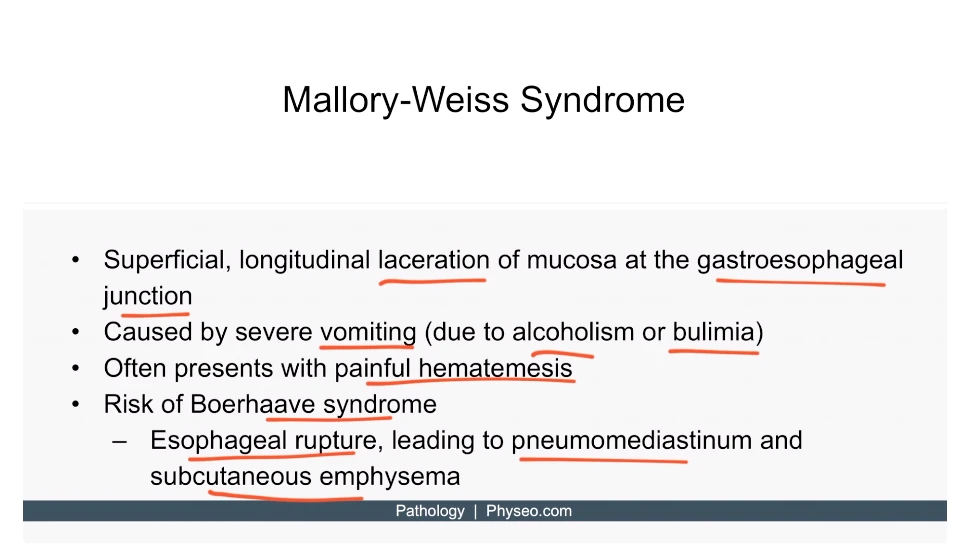 Mallory-Weiss Syndrome
• Superficial, longitudinal laceration of mucosa at the gastroesophageal
junction
• Caused by severe vomiting (due to alcoholism or bulimia)
• Often presents with painful hematemesis
• Risk of Boerhaave syndrome
– Esophageal rupture, leading to pneumomediastinum and
subcutaneous emphysema
Pathology | Physeo.com